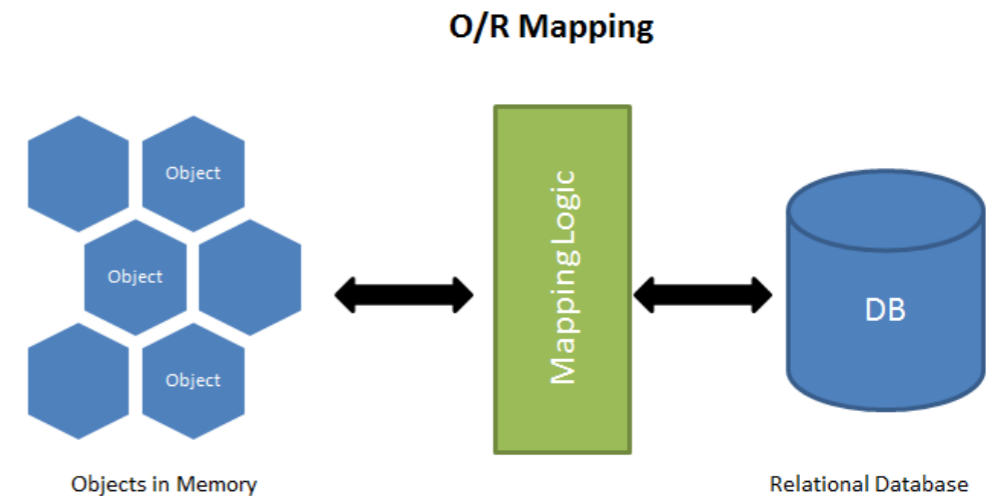 O/R Mapping
Object
Object
Object
Mapping Logic
DB
Objects in Memory
Relational Database